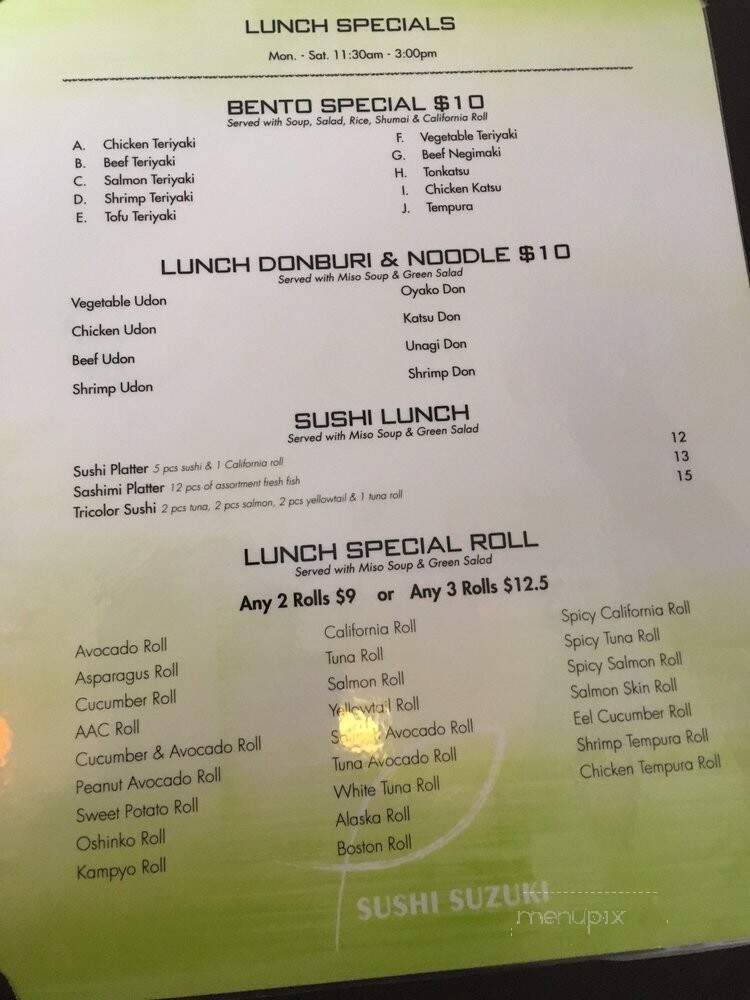 LUNCH SPECIALS
Mon. - Sat. 11:30am - 3:00pm
BENTO SPECIAL $10
Served with Soup, Salad, Rice, Shumai & California Roll
A. Chicken Teriyaki
B. Beef Teriyaki
C. Salmon Teriyaki
D. Shrimp Teriyaki
E. Tofu Teriyaki
F. Vegetable Teriyaki
G. Beef Negimaki
H. Tonkatsu
I. Chicken Katsu
J. Tempura
LUNCH DONBURI & NOODLE $10
Served with Miso Soup & Green Salad
Vegetable Udon
Chicken Udon
Beef Udon
Shrimp Udon
Oyako Don
Katsu Don
Unagi Don
Shrimp Don
SUSHI LUNCH
Served with Miso Soup & Green Salad
Sushi Platter 5 pcs sushi & 1 California roll 12
Sashimi Platter 12 pcs of assortment fresh fish 13
Tricolor Sushi 2 pcs tuna, 2 pcs salmon, 2 pcs yellowtail & 1 tuna roll 15
LUNCH SPECIAL ROLL
Served with Miso Soup & Green Salad
Any 2 Rolls $9 or Any 3 Rolls $12.5
Avocado Roll
Asparagus Roll
Cucumber Roll
AAC Roll
Cucumber & Avocado Roll
Peanut Avocado Roll
Sweet Potato Roll
Oshinko Roll
Kampyo Roll
California Roll
Tuna Roll
Salmon Roll
Yellowtail Roll
Avocado Roll
Tuna Avocado Roll
White Tuna Roll
Alaska Roll
Boston Roll
Spicy California Roll
Spicy Tuna Roll
Spicy Salmon Roll
Salmon Skin Roll
Eel Cucumber Roll
Shrimp Tempura Roll
Chicken Tempura Roll
SUSHI SUZUKI
menupix